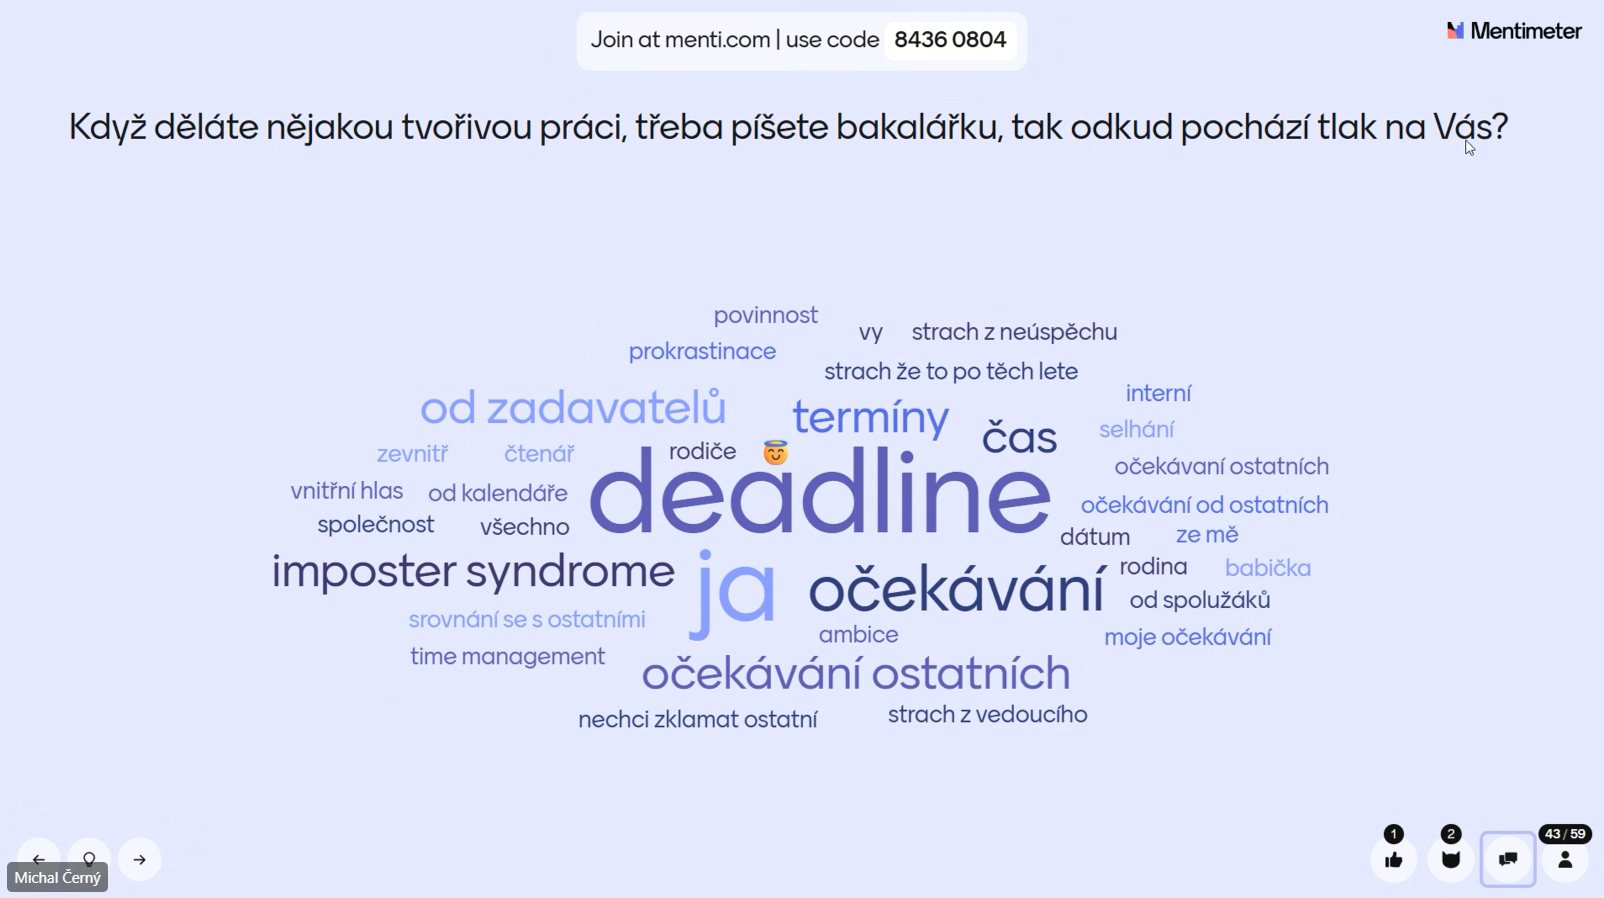 Join at menti.com | use code 8436 0804
Mentimeter
Když děláte nějakou tvořivou práci, třeba píšete bakalářku, tak odkud pochází tlak na Vás?
povinnost
vy strach z neúspěchu
prokrastinace
strach že to po těch lete
interní
od zadavatelů termíny
čas selhání
zevnitř čtenář rodiče 😇
očekávaní ostatních
deadline
vnitřní hlas od kalendáře
očekávání od ostatních
společnost všechno
dátum ze mě
imposter syndrome
rodina babička
ja očekávání
od spolužáků
srovnání se s ostatními
ambice moje očekávání
time management
očekávání ostatních
nechci zklamat ostatní strach z vedoucího
1 2 43 / 59
Michal Černý